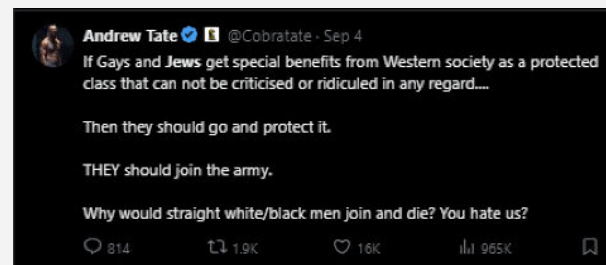 Andrew Tate @Cobratate · Sep 4
If Gays and Jews get special benefits from Western society as a protected
class that can not be criticised or ridiculed in any regard....
Then they should go and protect it.
THEY should join the army.
Why would straight white/black men join and die? You hate us?
814 1.9K 16K 965K